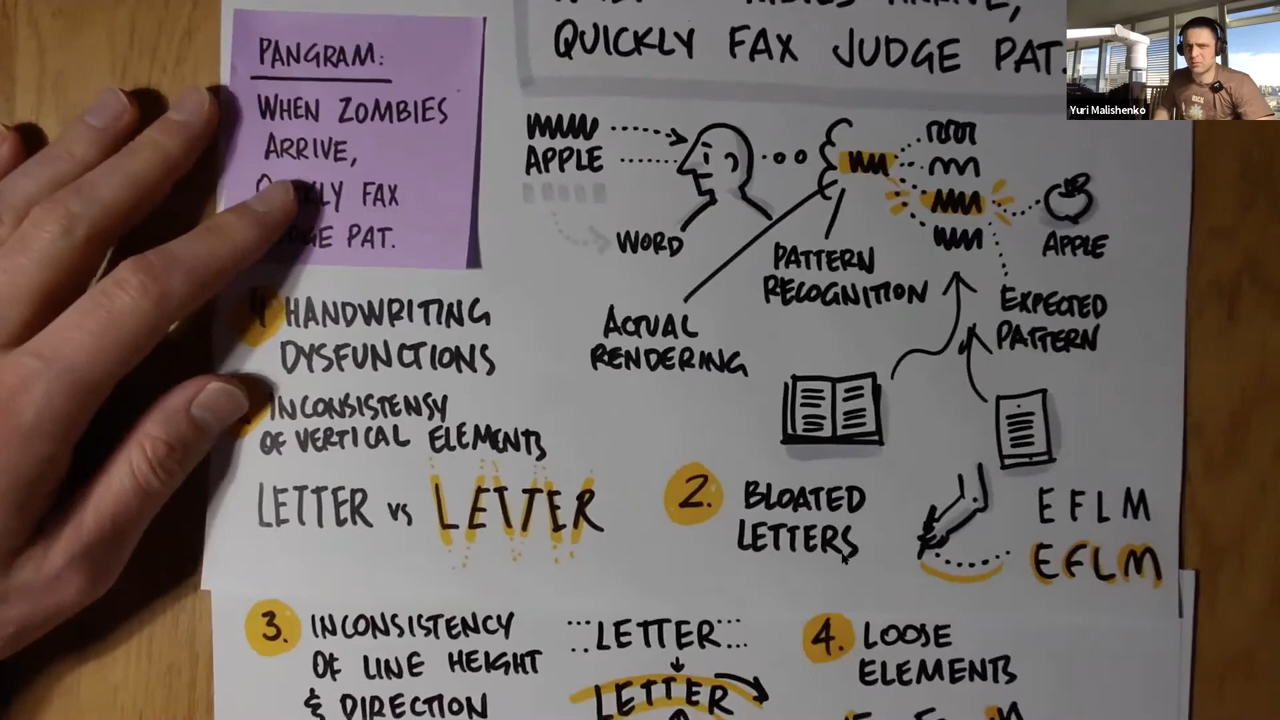 QUICKLY FAX JUDGE PAT.
Yuri Malishenko
PANGRAM:
WHEN ZOMBIES
ARRIVE,
FAX
PAT.
APPLE
WORD
PATTERN
RECOGNITION
APPLE
ACTUAL
RENDERING
EXPECTED
PATTERN
4 HANDWRITING
DYSFUNCTIONS
INCONSISTENSY
OF VERTICAL ELEMENTS
LETTER VS LETTER
2. BLOATED
LETTERS
E F L M
E F L M
3. INCONSISTENCY
OF LINE HEIGHT
& DIRECTION
LETTER
LETTER
4. LOOSE
ELEMENTS